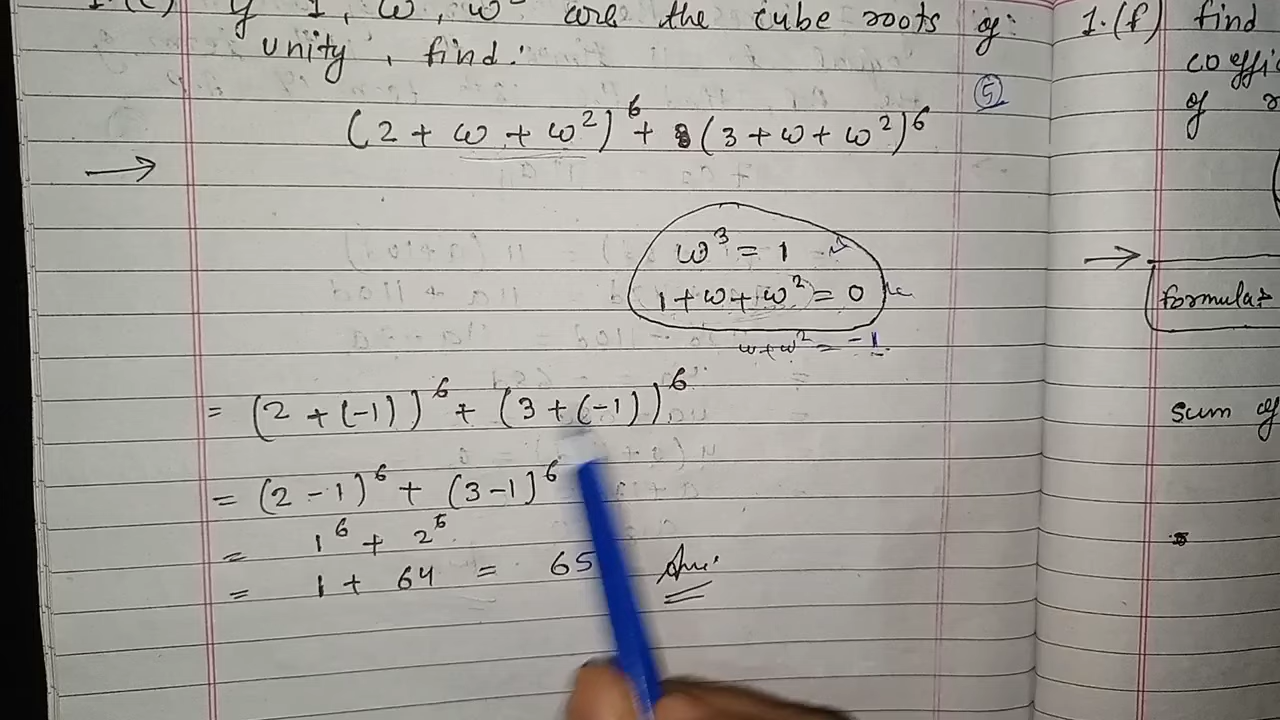 If 1, ω, ω² are the cube roots of
unity, find:
⑤
(2 + ω + ω²)⁶ + (3 + ω + ω²)⁶
→
ω³ = 1
1 + ω + ω² = 0
ω + ω² = -1
= (2 + (-1))⁶ + (3 + (-1))⁶
= (2 - 1)⁶ + (3 - 1)⁶
= 1⁶ + 2⁶
= 1 + 64 = 65 Ans.
1.(f) find
coeffic
of
→
formulae
sum of